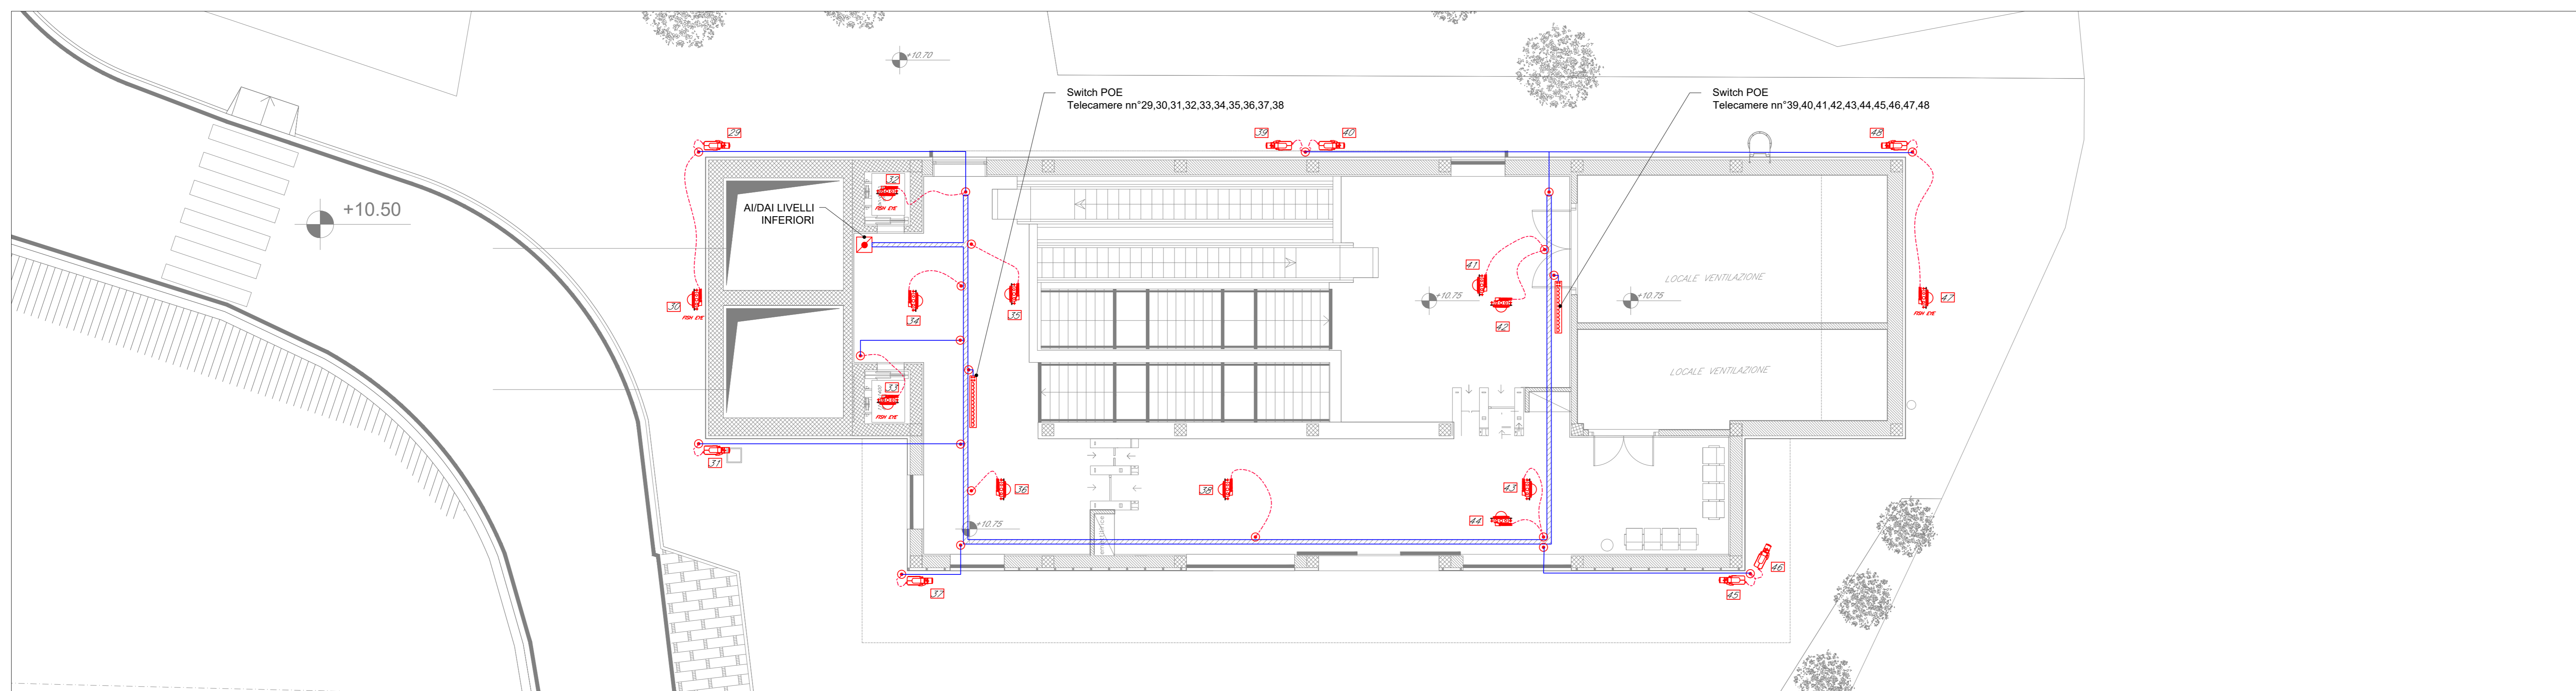 +10.70
Switch POE
Telecamere nn°29,30,31,32,33,34,35,36,37,38
Switch POE
Telecamere nn°39,40,41,42,43,44,45,46,47,48
29
39
40
48
32
FISH EYE
+10.50
AI/DAI LIVELLI
INFERIORI
41
LOCALE VENTILAZIONE
30
FISH EYE
34
35
42
+10.75
+10.75
47
FISH EYE
LOCALE VENTILAZIONE
33
FISH EYE
31
36
38
43
44
+10.75
37
45
46